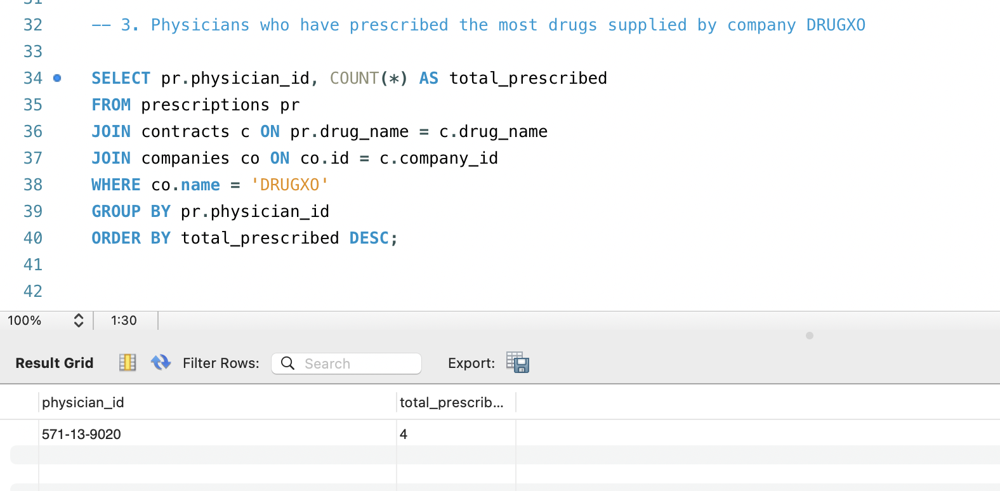 31
32 -- 3. Physicians who have prescribed the most drugs supplied by company DRUGXO
33
34 SELECT pr.physician_id, COUNT(*) AS total_prescribed
35 FROM prescriptions pr
36 JOIN contracts c ON pr.drug_name = c.drug_name
37 JOIN companies co ON co.id = c.company_id
38 WHERE co.name = 'DRUGXO'
39 GROUP BY pr.physician_id
40 ORDER BY total_prescribed DESC;
41
42
100% 1:30
Result Grid Filter Rows: Search Export:
physician_id total_prescrib...
571-13-9020 4